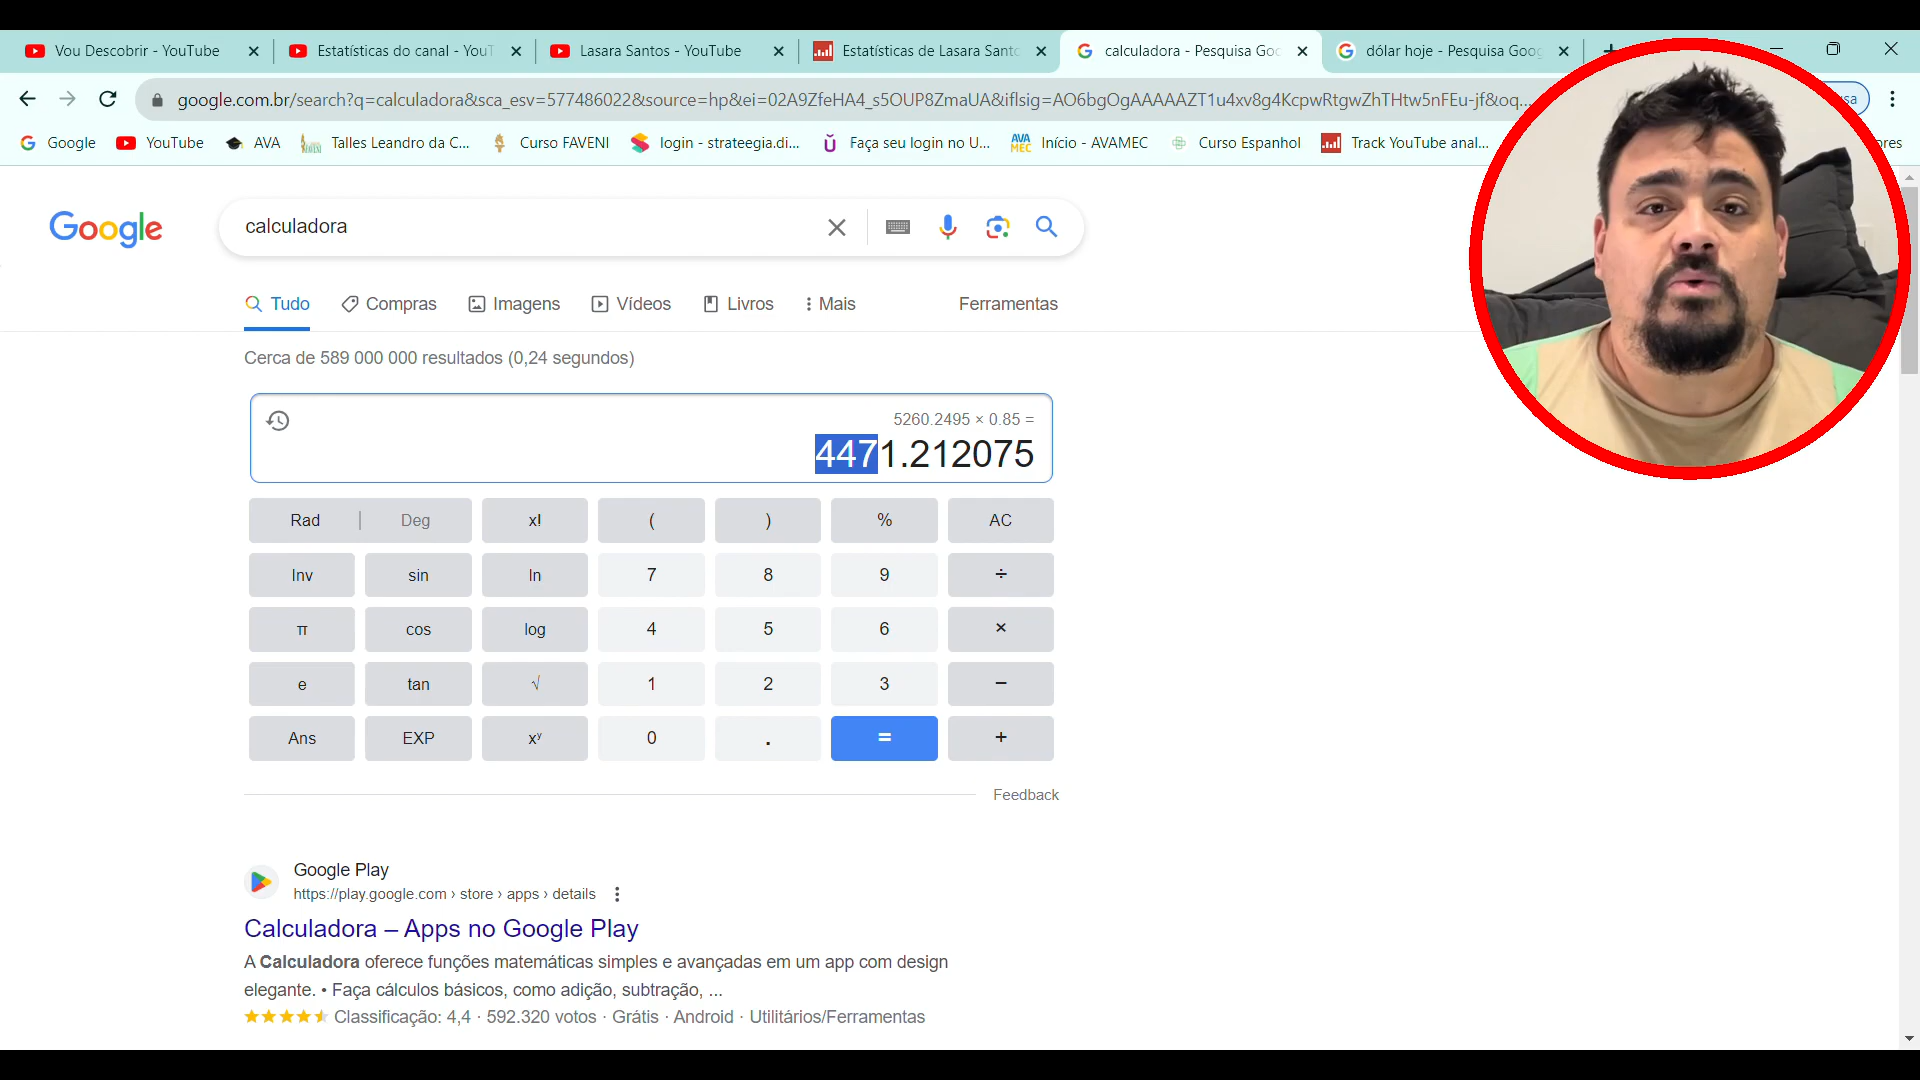 Vou Descobrir - YouTube
Estatísticas do canal - YouT
Lasara Santos - YouTube
Estatísticas de Lasara Santo
calculadora - Pesquisa Goo
dólar hoje - Pesquisa Goog
google.com.br/search?q=calculadora&sca_esv=577486022&source=hp&ei=02A9ZfeHA4_s5OUP8ZmaUA&iflsig=AO6bgOgAAAAAZT1u4xv8g4KcpwRtgwZhTHtw5nFEu-jf&oq...
Google
YouTube
AVA
Talles Leandro da C...
Curso FAVENI
login - strateegia.di...
Faça seu login no U...
AVA MEC
Início - AVAMEC
Curso Espanhol
Track YouTube anal...
Google
calculadora
Tudo
Compras
Imagens
Vídeos
Livros
Mais
Ferramentas
Cerca de 589 000 000 resultados (0,24 segundos)
5260.2495 × 0.85 =
4471.212075
Rad | Deg x! ( ) % AC
Inv sin ln 7 8 9 ÷
π cos log 4 5 6 ×
e tan √ 1 2 3 −
Ans EXP xʸ 0 . = +
Feedback
Google Play
https://play.google.com › store › apps › details
Calculadora – Apps no Google Play
A Calculadora oferece funções matemáticas simples e avançadas em um app com design
elegante. • Faça cálculos básicos, como adição, subtração, ...
Classificação: 4,4 · 592.320 votos · Grátis · Android · Utilitários/Ferramentas